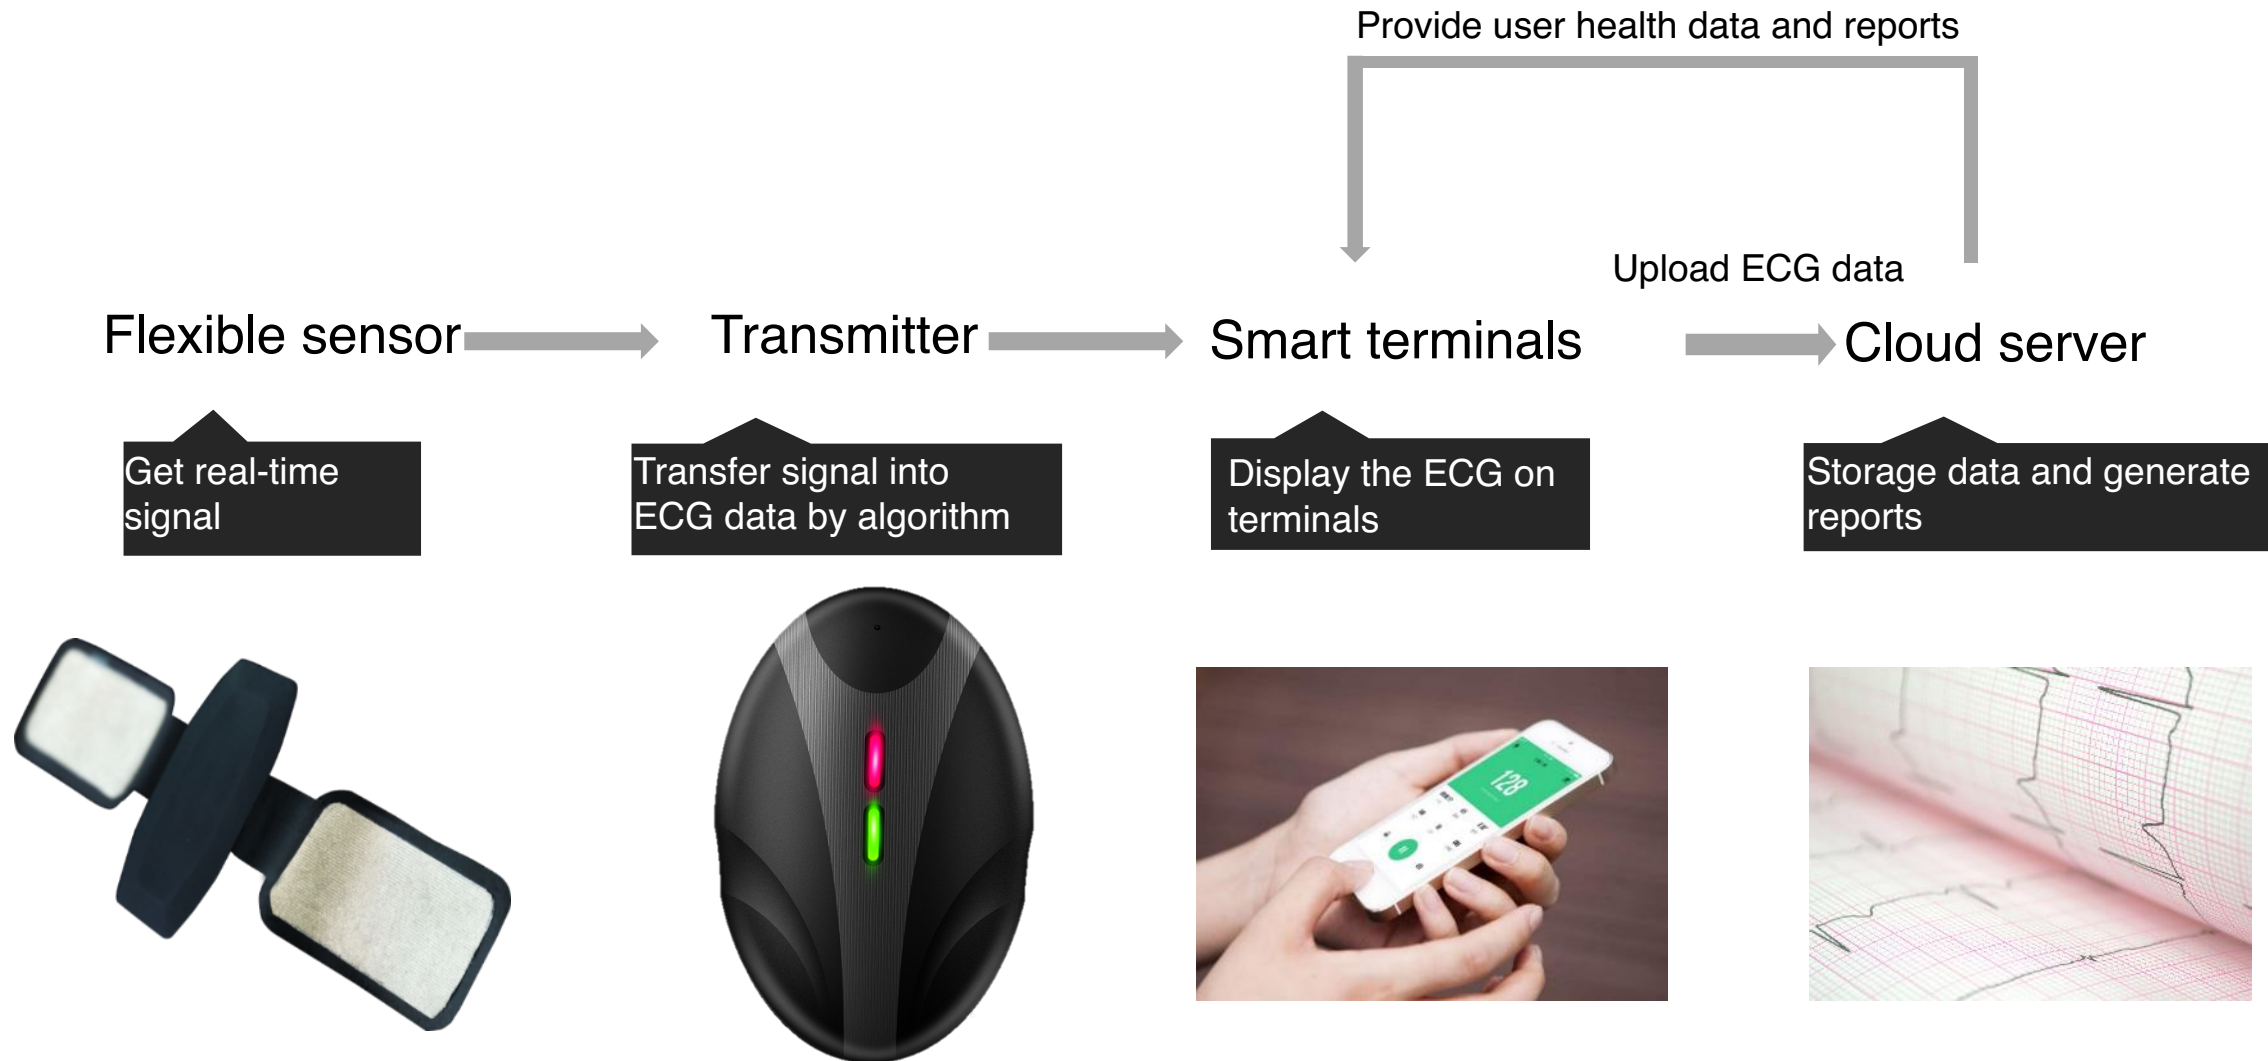 Provide user health data and reports
Upload ECG data
Flexible sensor
Transmitter
Smart terminals
Cloud server
Get real-time
signal
Transfer signal into
ECG data by algorithm
Display the ECG on
terminals
Storage data and generate
reports
128